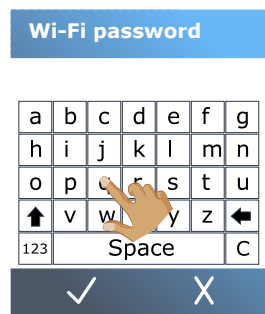 Wi-Fi password
a b c d e f g
h i j k l m n
o p q r s t u
v w y z
123 Space C
X